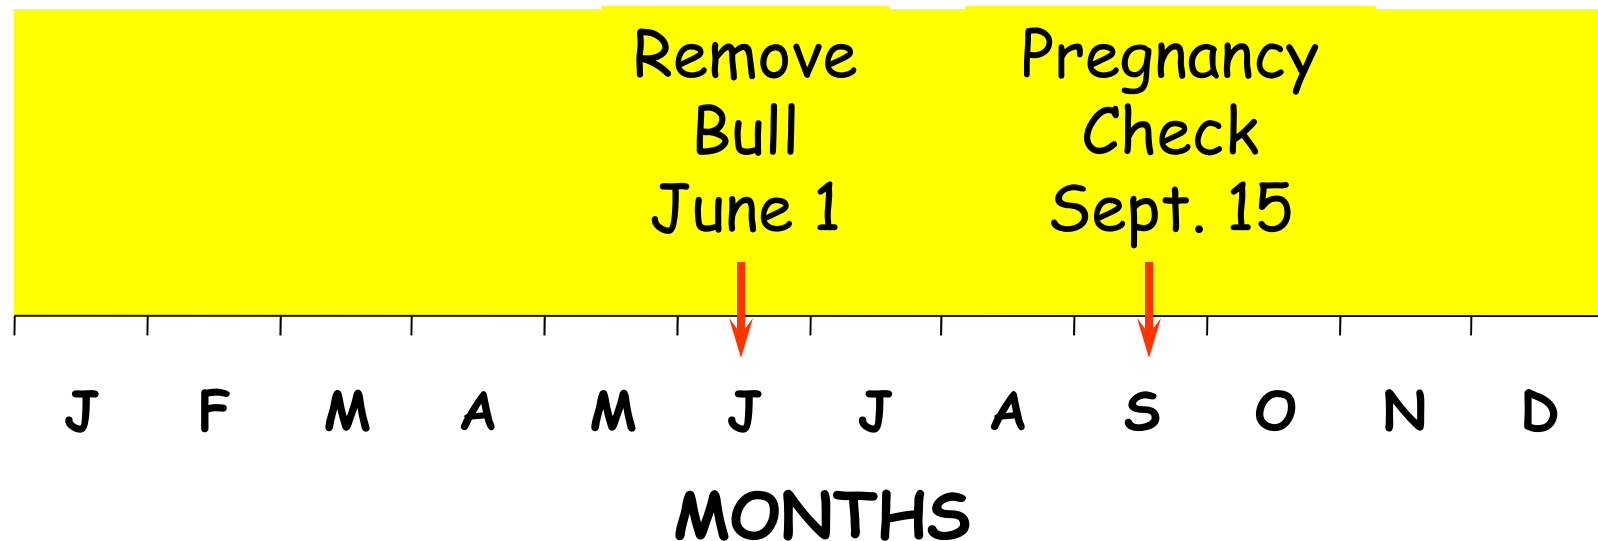 Remove
Bull
June 1
Pregnancy
Check
Sept. 15
J F M A M J J A S O N D
MONTHS